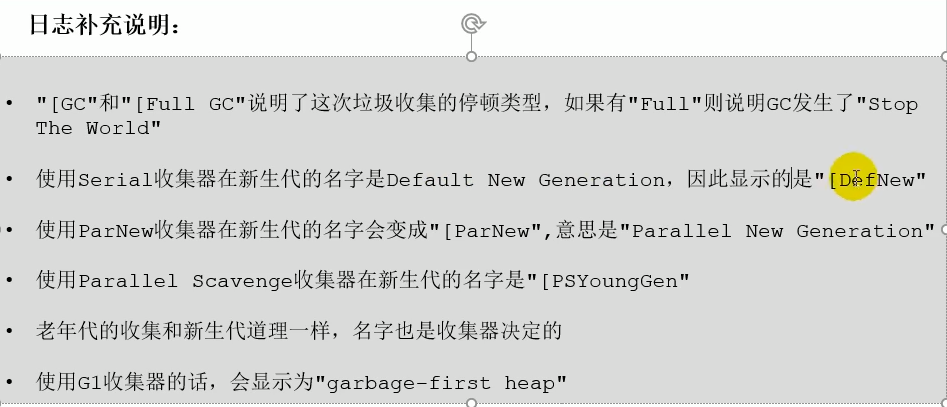 日志补充说明：
• "[GC"和"[Full GC"说明了这次垃圾收集的停顿类型，如果有"Full"则说明GC发生了"Stop
The World"
• 使用Serial收集器在新生代的名字是Default New Generation，因此显示的是"[DefNew"
• 使用ParNew收集器在新生代的名字会变成"[ParNew",意思是"Parallel New Generation"
• 使用Parallel Scavenge收集器在新生代的名字是"[PSYoungGen"
• 老年代的收集和新生代道理一样，名字也是收集器决定的
• 使用G1收集器的话，会显示为"garbage-first heap"